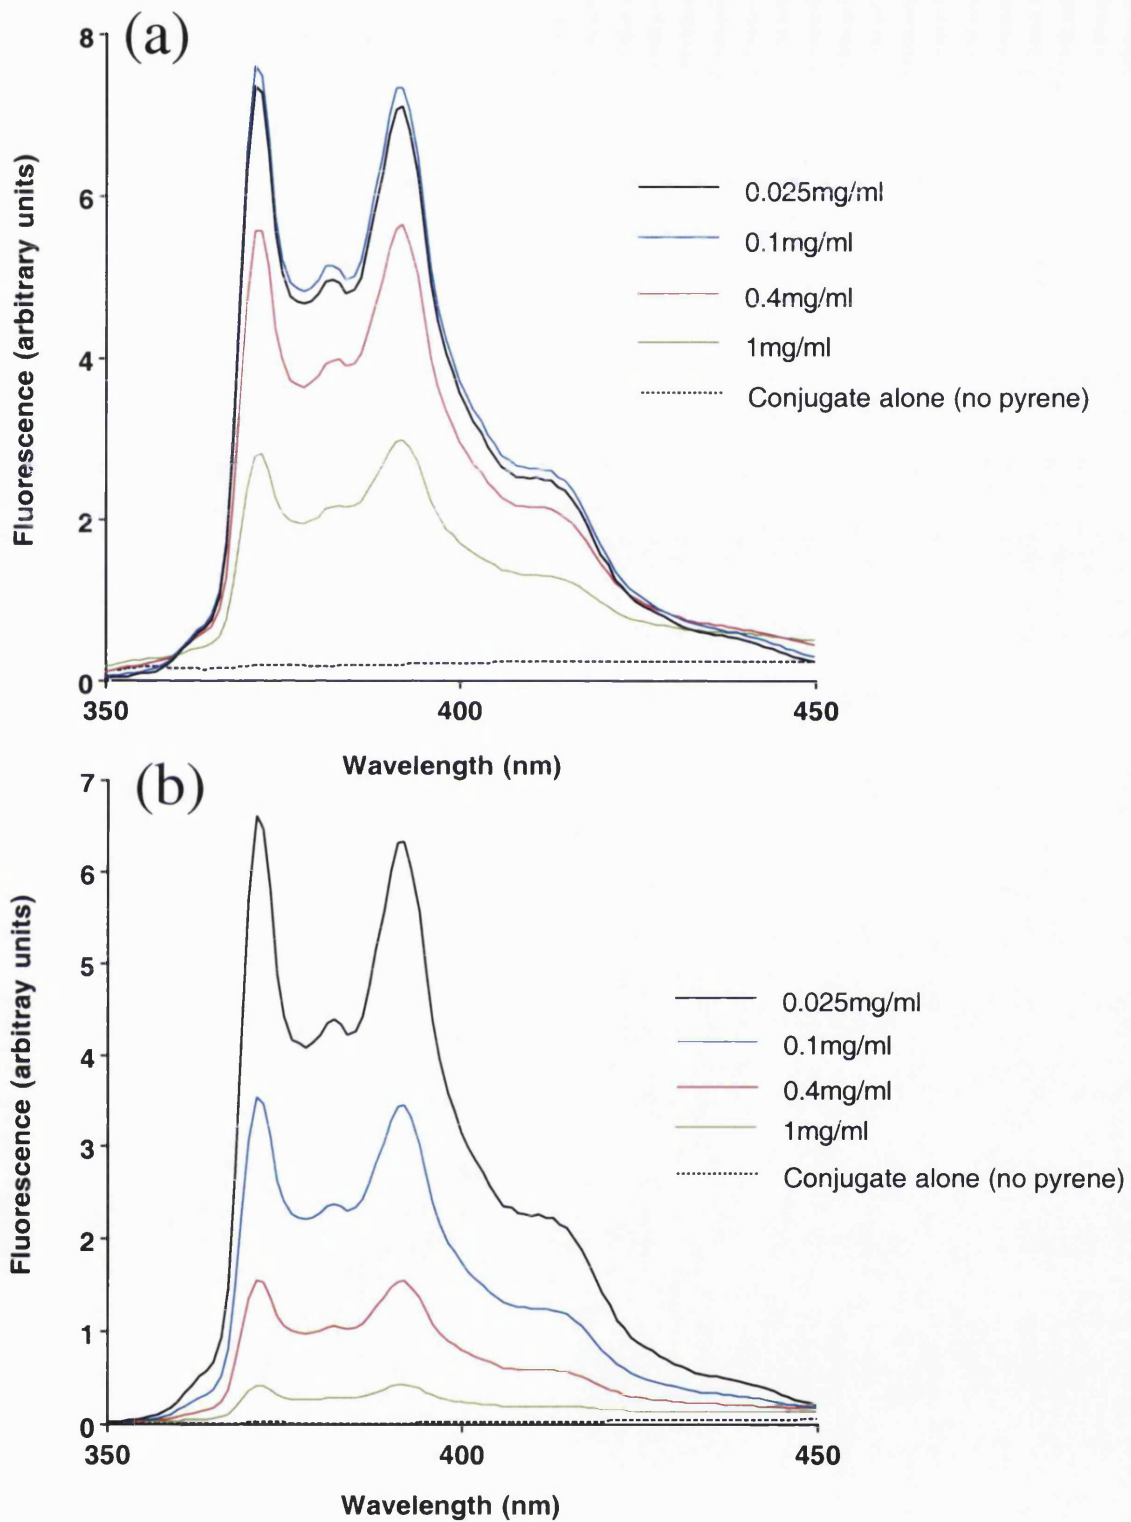 (a)
8
6
4
2
0
350
400
450
Fluorescence (arbitrary units)
Wavelength (nm)
0.025mg/ml
0.1mg/ml
0.4mg/ml
1mg/ml
Conjugate alone (no pyrene)
(b)
7
6
5
4
3
2
1
0
350
400
450
Fluorescence (arbitray units)
Wavelength (nm)
0.025mg/ml
0.1mg/ml
0.4mg/ml
1mg/ml
Conjugate alone (no pyrene)